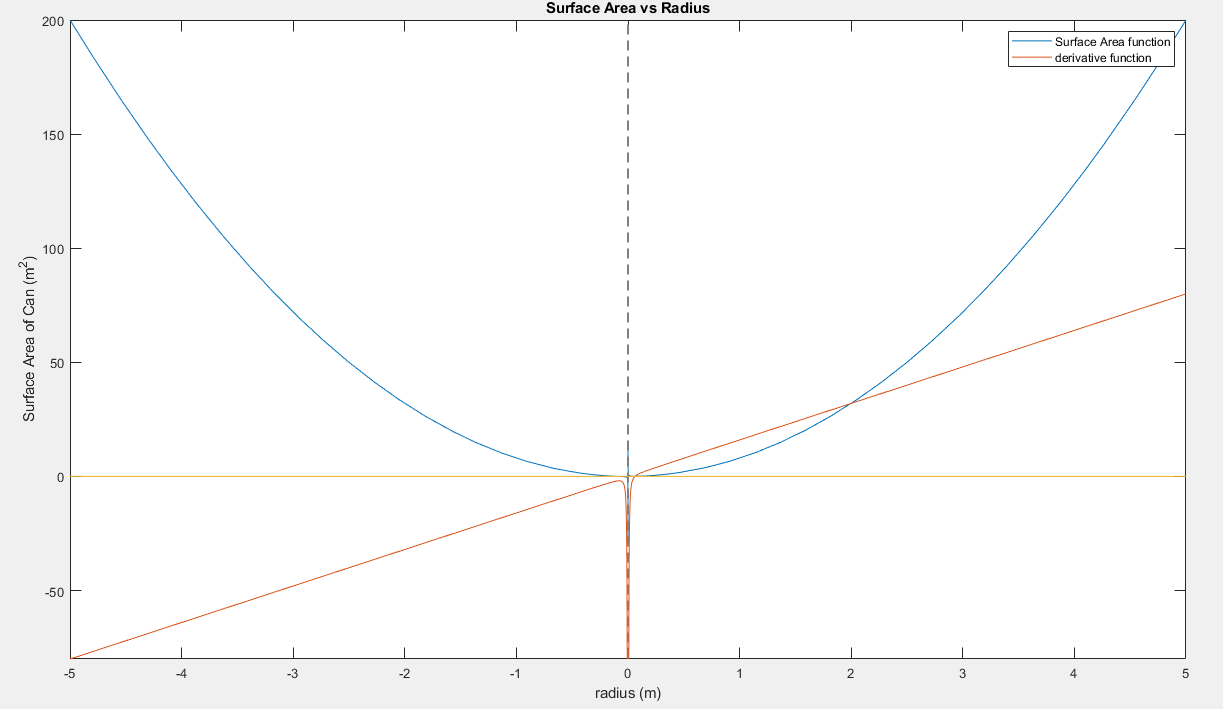 Surface Area vs Radius
Surface Area function
derivative function
200
150
100
50
0
-50
Surface Area of Can (m²)
-5 -4 -3 -2 -1 0 1 2 3 4 5
radius (m)